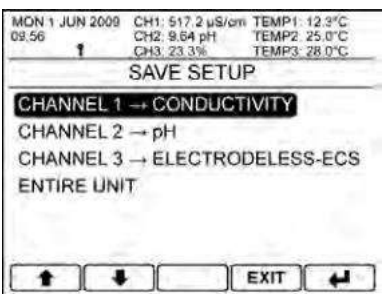 MON 1 JUN 2009 CH1: 517.2 µS/cm TEMP1: 12.3°C
09:56 CH2: 9.64 pH TEMP2: 25.0°C
CH3: 23.3% TEMP3: 28.0°C
SAVE SETUP
CHANNEL 1 → CONDUCTIVITY
CHANNEL 2 → pH
CHANNEL 3 → ELECTRODELESS-ECS
ENTIRE UNIT
EXIT